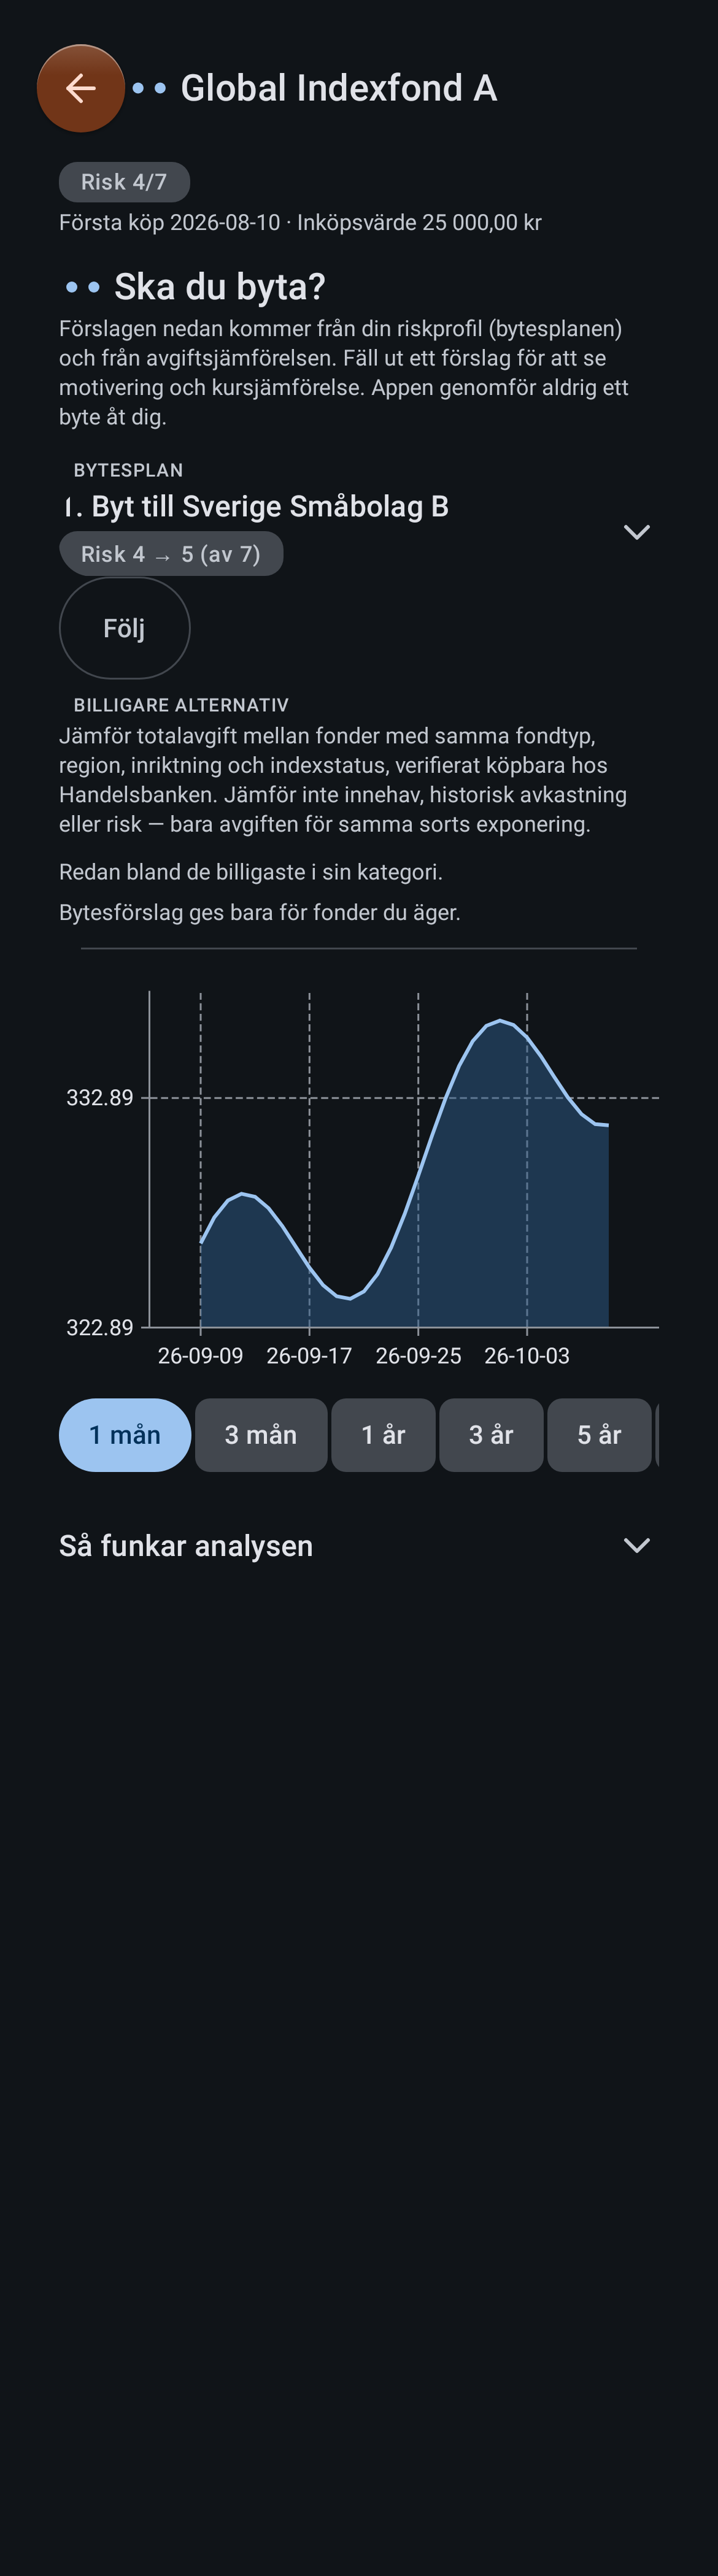 Global Indexfond A
Risk 4/7
Första köp 2026-08-10 · Inköpsvärde 25 000,00 kr
Ska du byta?
Förslagen nedan kommer från din riskprofil (bytesplanen)
och från avgiftsjämförelsen. Fäll ut ett förslag för att se
motivering och kursjämförelse. Appen genomför aldrig ett
byte åt dig.
BYTESPLAN
1. Byt till Sverige Småbolag B
Risk 4 → 5 (av 7)
Följ
BILLIGARE ALTERNATIV
Jämför totalavgift mellan fonder med samma fondtyp,
region, inriktning och indexstatus, verifierat köpbara hos
Handelsbanken. Jämför inte innehav, historisk avkastning
eller risk — bara avgiften för samma sorts exponering.
Redan bland de billigaste i sin kategori.
Bytesförslag ges bara för fonder du äger.
332.89
322.89
26-09-09 26-09-17 26-09-25 26-10-03
1 mån 3 mån 1 år 3 år 5 år
Så funkar analysen